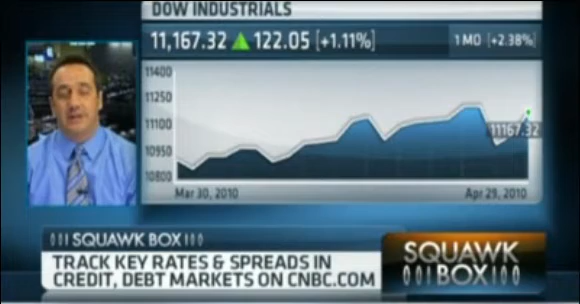 DOW INDUSTRIALS
11,167.32 122.05 [+1.11%] 1 MO [+2.38%]
11400
11250
11100
10950
10800
11167.32
Mar 30, 2010 Apr 29, 2010
SQUAWK BOX
TRACK KEY RATES & SPREADS IN
CREDIT, DEBT MARKETS ON CNBC.COM
SQUAWK
BOX